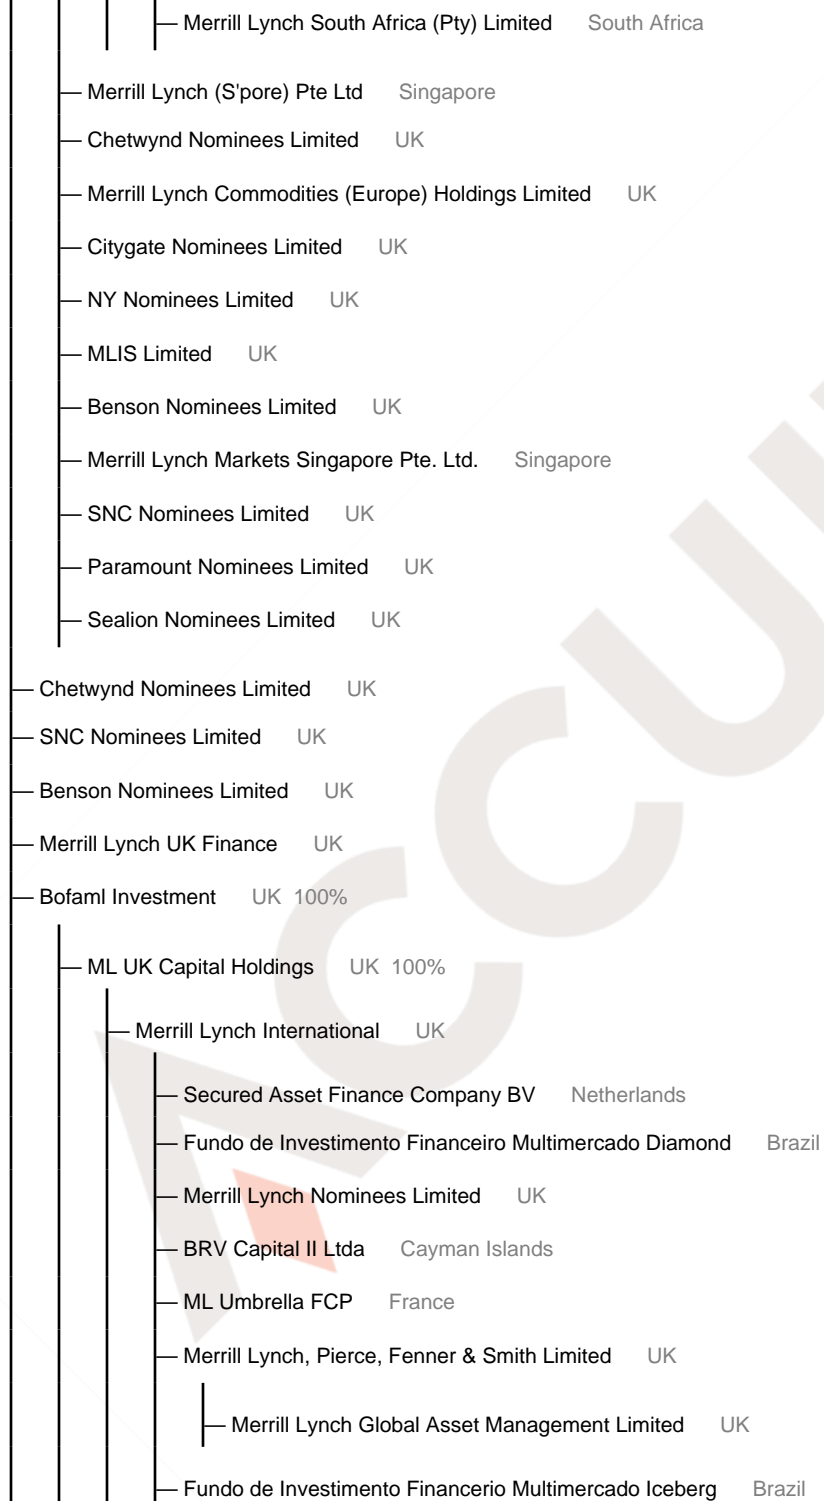 Merrill Lynch South Africa (Pty) Limited South Africa
Merrill Lynch (S'pore) Pte Ltd Singapore
Chetwynd Nominees Limited UK
Merrill Lynch Commodities (Europe) Holdings Limited UK
Citygate Nominees Limited UK
NY Nominees Limited UK
MLIS Limited UK
Benson Nominees Limited UK
Merrill Lynch Markets Singapore Pte. Ltd. Singapore
SNC Nominees Limited UK
Paramount Nominees Limited UK
Sealion Nominees Limited UK
Chetwynd Nominees Limited UK
SNC Nominees Limited UK
Benson Nominees Limited UK
Merrill Lynch UK Finance UK
Bofaml Investment UK 100%
ML UK Capital Holdings UK 100%
Merrill Lynch International UK
Secured Asset Finance Company BV Netherlands
Fundo de Investimento Financeiro Multimercado Diamond Brazil
Merrill Lynch Nominees Limited UK
BRV Capital II Ltda Cayman Islands
ML Umbrella FCP France
Merrill Lynch, Pierce, Fenner & Smith Limited UK
Merrill Lynch Global Asset Management Limited UK
Fundo de Investimento Financerio Multimercado Iceberg Brazil